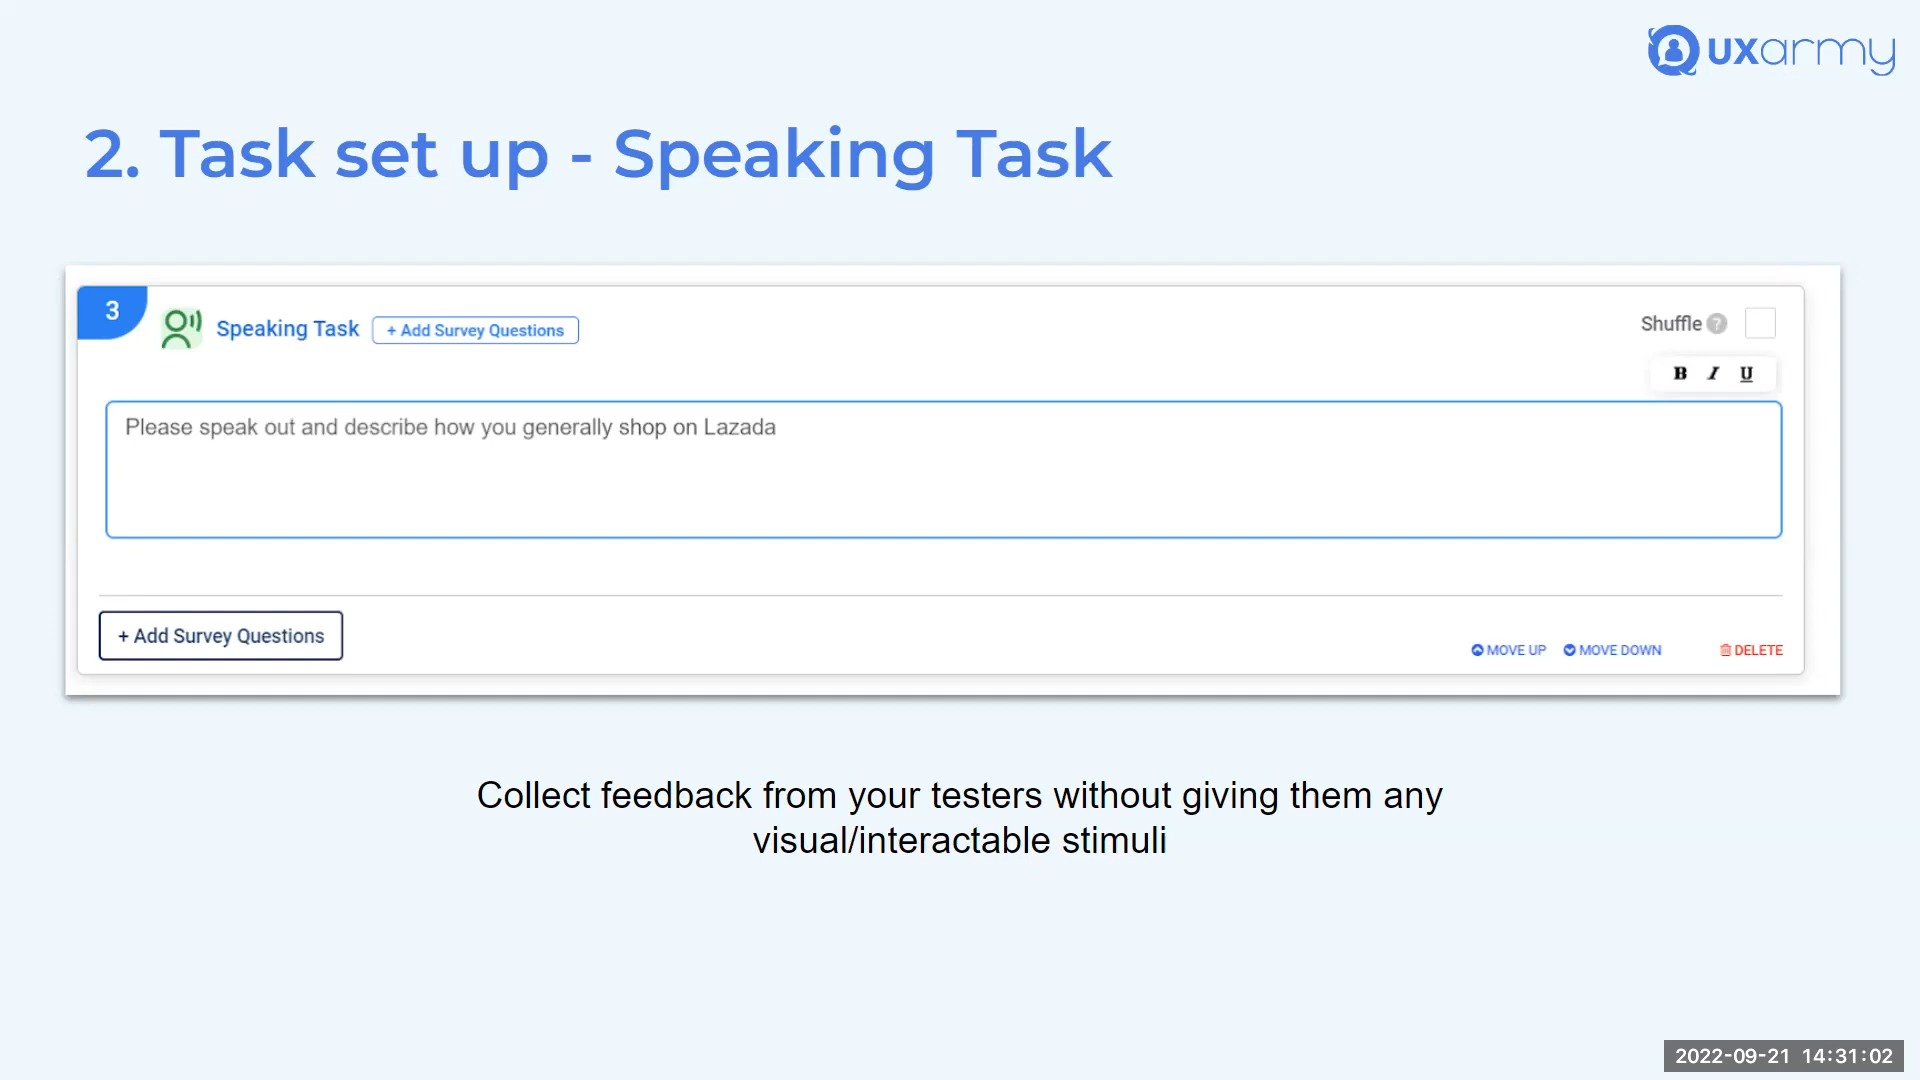 UXarmy
2. Task set up - Speaking Task
3
Speaking Task
+ Add Survey Questions
Shuffle ?
B I U
Please speak out and describe how you generally shop on Lazada
+ Add Survey Questions
MOVE UP MOVE DOWN DELETE
Collect feedback from your testers without giving them any
visual/interactable stimuli
2022-09-21 14:31:02